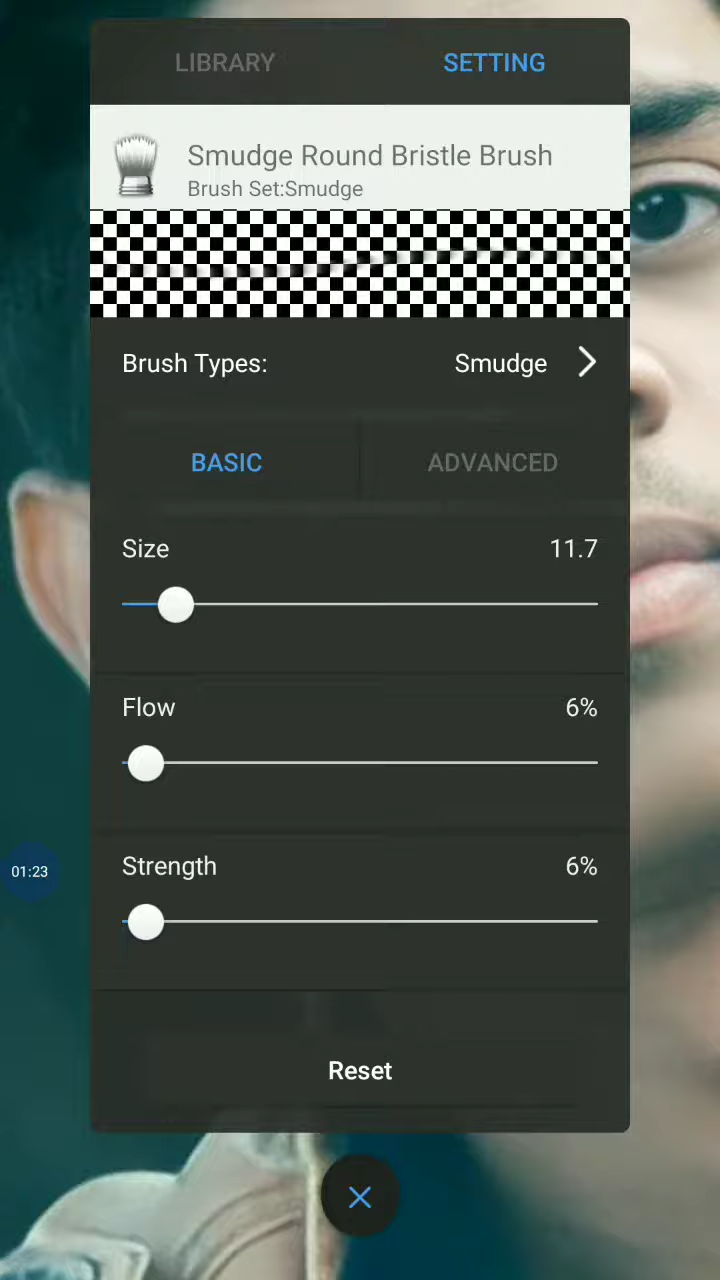 LIBRARY SETTING
Smudge Round Bristle Brush
Brush Set:Smudge
Brush Types: Smudge
BASIC ADVANCED
Size 11.7
Flow 6%
Strength 6%
01:23
Reset